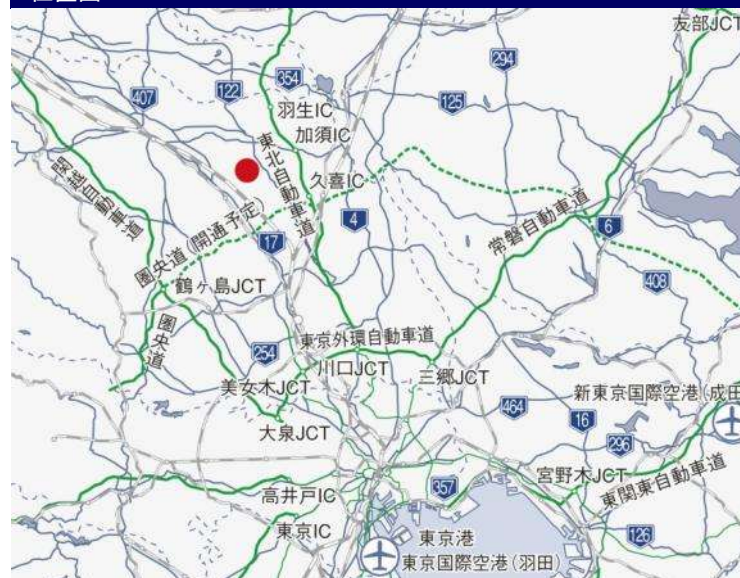 友部JCT
294
354
122
407
125
羽生IC
加須IC
東北自動車道
久喜IC
関越自動車道
圏央道(開通予定)
4
17
常磐自動車道
6
408
鶴ヶ島JCT
圏央道
東京外環自動車道
254
川口JCT
美女木JCT
三郷JCT
新東京国際空港(成田
464
16
大泉JCT
296
宮野木JCT
東関東自動車道
高井戸IC
357
東京IC
東京港
126
東京国際空港(羽田)